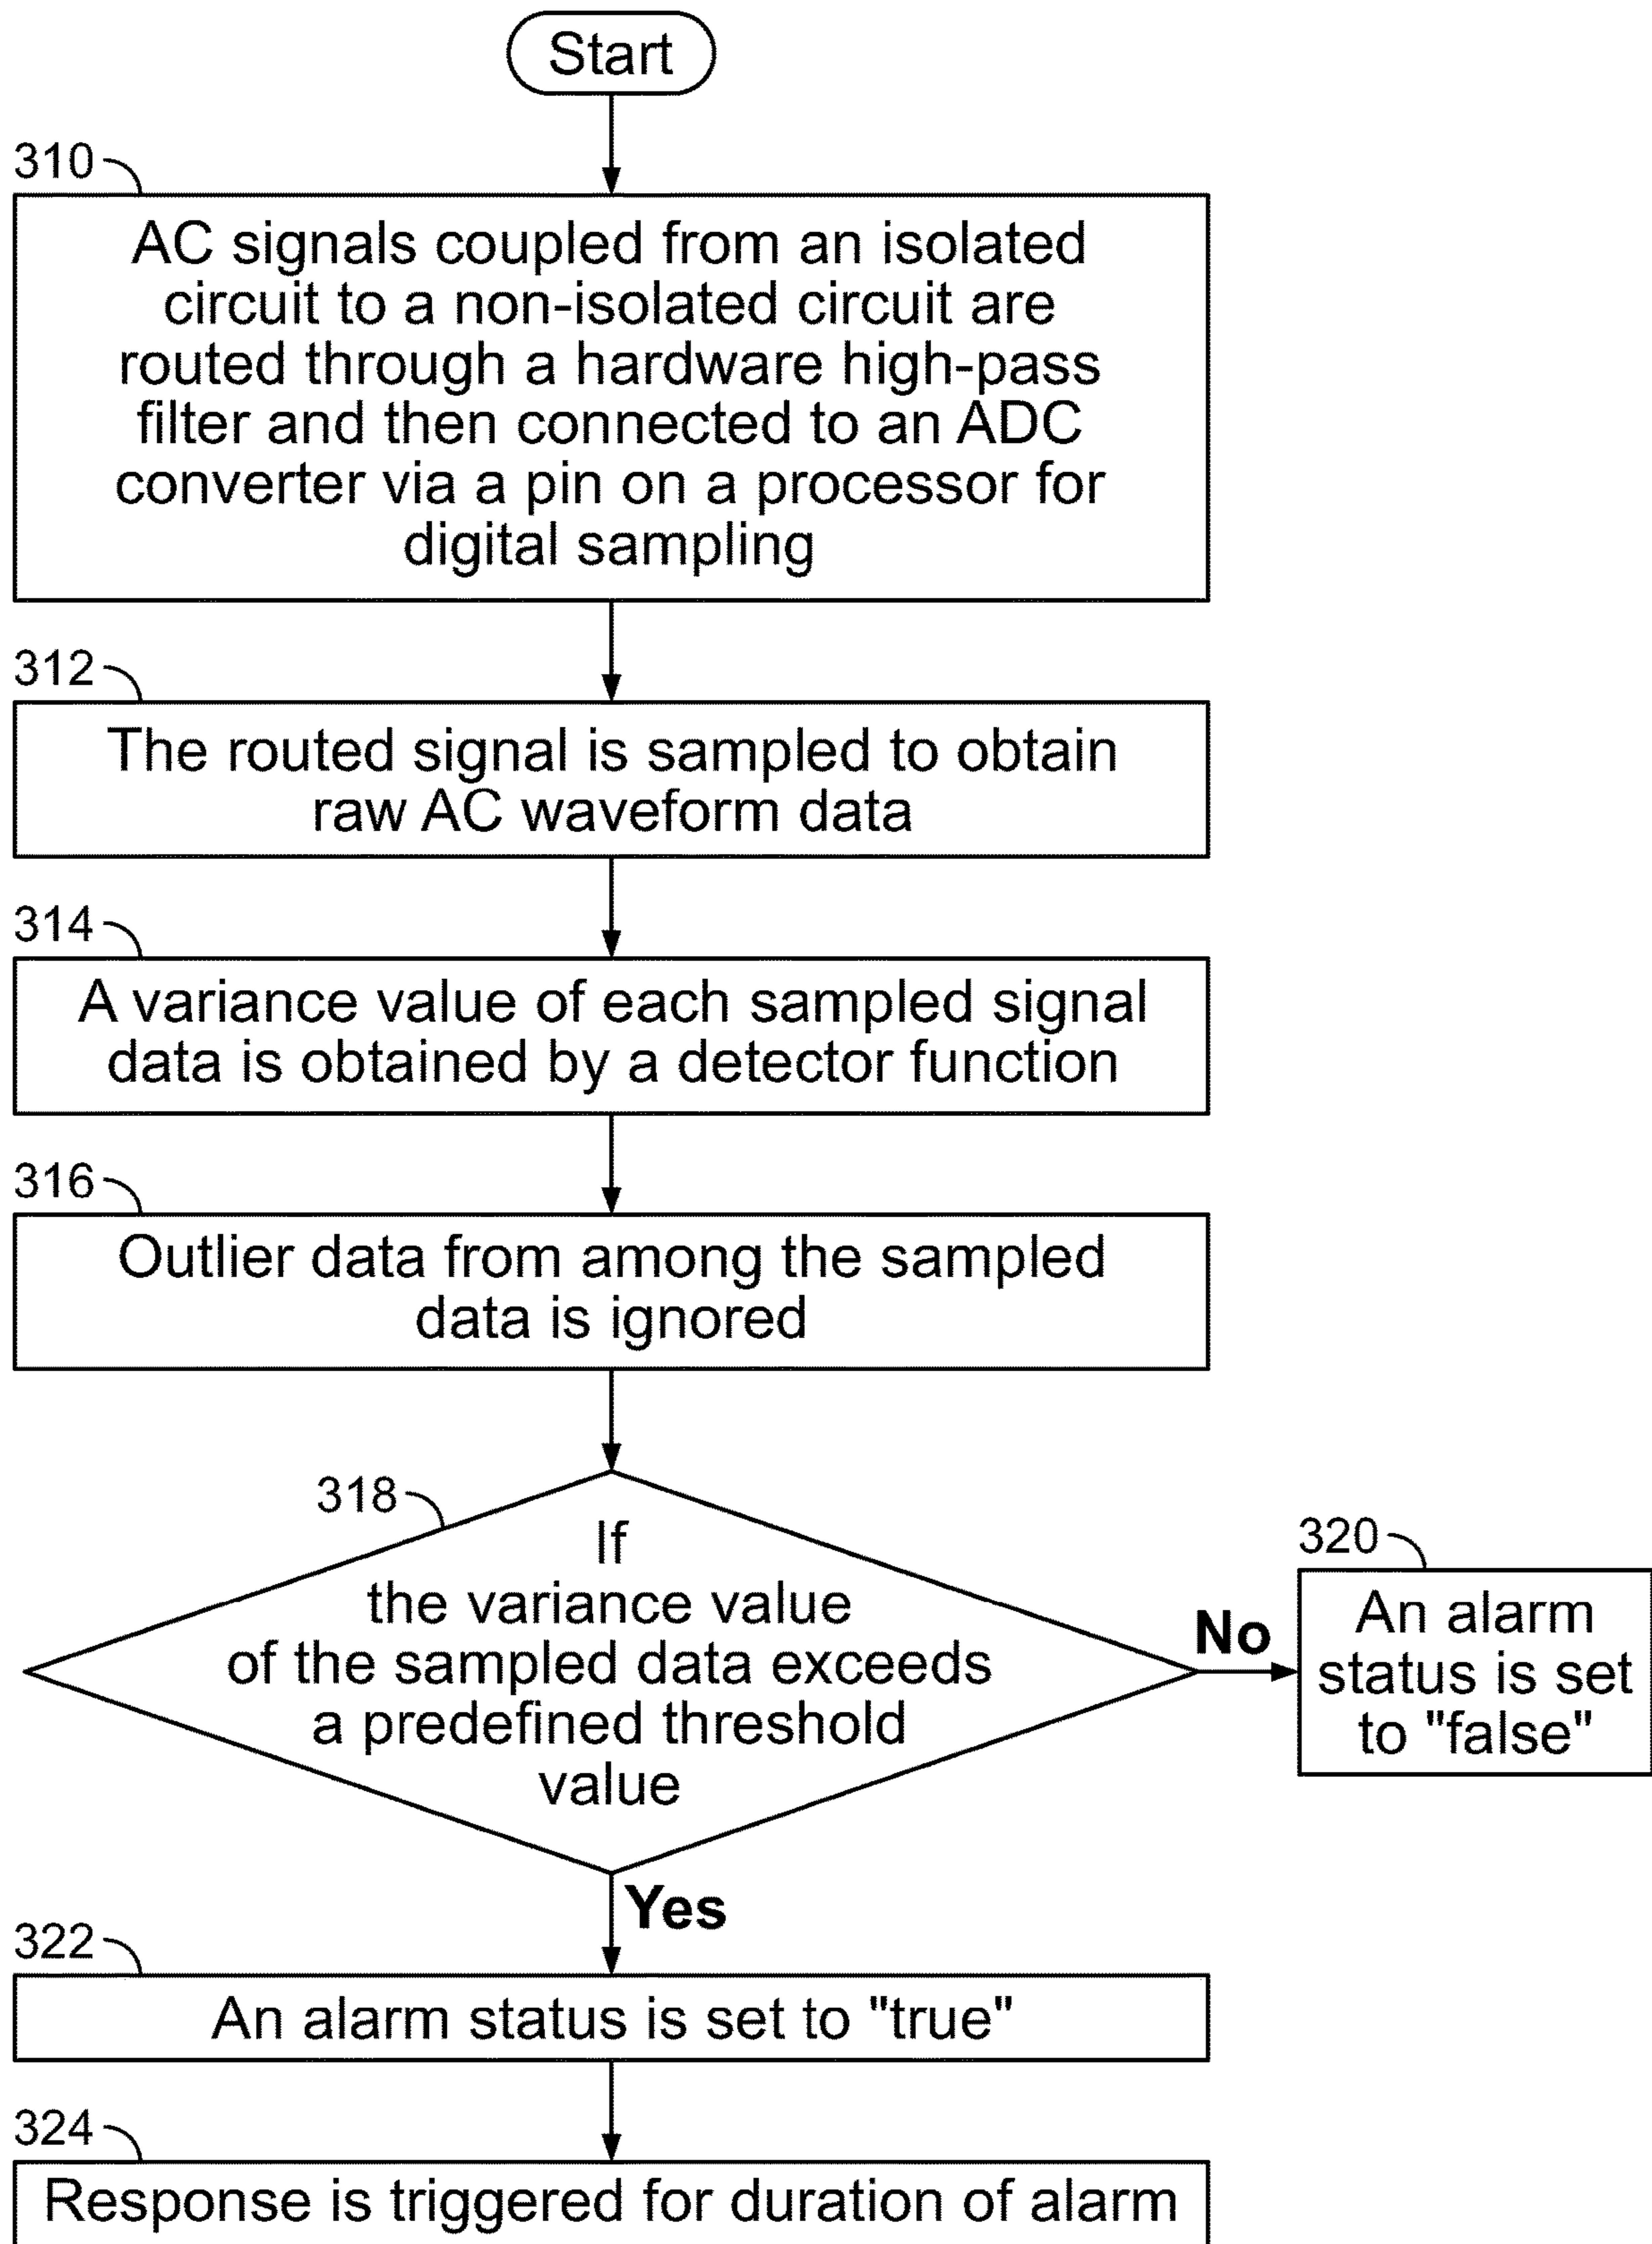 Start
310
AC signals coupled from an isolated
circuit to a non-isolated circuit are
routed through a hardware high-pass
filter and then connected to an ADC
converter via a pin on a processor for
digital sampling
312
The routed signal is sampled to obtain
raw AC waveform data
314
A variance value of each sampled signal
data is obtained by a detector function
316
Outlier data from among the sampled
data is ignored
318
If
the variance value
of the sampled data exceeds
a predefined threshold
value
No
320
An alarm
status is set
to "false"
Yes
322
An alarm status is set to "true"
324
Response is triggered for duration of alarm